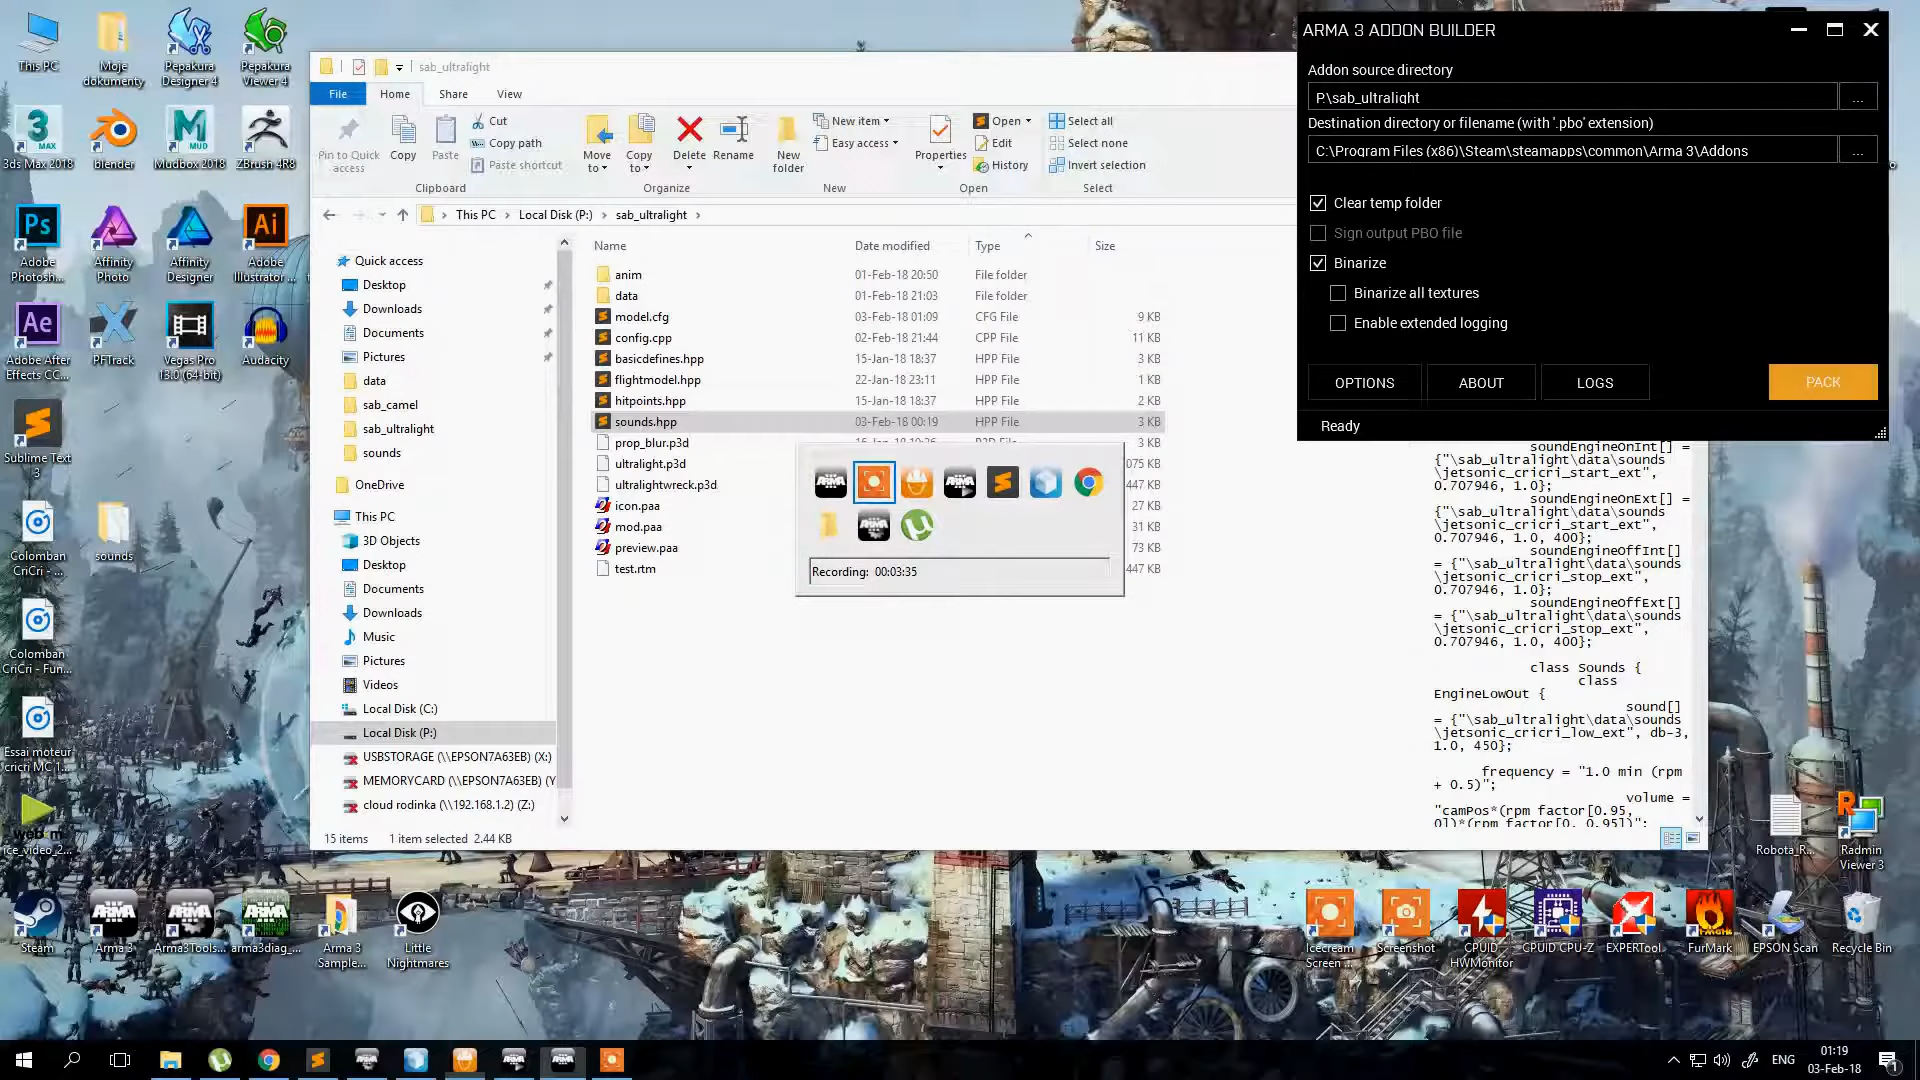 This PC
Moje
dokumenty
Pepakura
Designer 4
Pepakura
Viewer 4
3ds Max 2018
blender
Mudbox 2018
ZBrush 4R8
Adobe
Photosh...
Affinity
Photo
Affinity
Designer
Adobe
Illustrator ...
Adobe After
Effects CC...
PFTrack
Vegas Pro
13.0 (64-bit)
Audacity
Sublime Text
3
Colomban
CriCri - ...
sounds
Colomban
CriCri - Fun...
Essai moteur
cricri MC 1...
ice_video_2...
Steam
Arma 3
Arma3Tools...
arma3diag_...
Arma 3
Sample...
Little
Nightmares
sab_ultralight
File
Home
Share
View
Pin to Quick
access
Copy
Paste
Cut
Copy path
Paste shortcut
Clipboard
Move
to
Copy
to
Delete
Rename
Organize
New
folder
New item
Easy access
New
Properties
Open
Edit
History
Open
Select all
Select none
Invert selection
Select
This PC > Local Disk (P:) > sab_ultralight >
Quick access
Desktop
Downloads
Documents
Pictures
data
sab_camel
sab_ultralight
sounds
OneDrive
This PC
3D Objects
Desktop
Documents
Downloads
Music
Pictures
Videos
Local Disk (C:)
Local Disk (P:)
USBSTORAGE (\\EPSON7A63EB) (X:)
MEMORYCARD (\\EPSON7A63EB) (Y
cloud rodinka (\\192.168.1.2) (Z:)
Name Date modified Type Size
anim 01-Feb-18 20:50 File folder
data 01-Feb-18 21:03 File folder
model.cfg 03-Feb-18 01:09 CFG File 9 KB
config.cpp 02-Feb-18 21:44 CPP File 11 KB
basicdefines.hpp 15-Jan-18 18:37 HPP File 3 KB
flightmodel.hpp 22-Jan-18 23:11 HPP File 1 KB
hitpoints.hpp 15-Jan-18 18:37 HPP File 2 KB
sounds.hpp 03-Feb-18 00:19 HPP File 3 KB
prop_blur.p3d 3 KB
ultralight.p3d 075 KB
ultralightwreck.p3d 447 KB
icon.paa 27 KB
mod.paa 31 KB
preview.paa 73 KB
test.rtm 447 KB
Recording: 00:03:35
15 items 1 item selected 2.44 KB
ARMA 3 ADDON BUILDER
Addon source directory
P:\sab_ultralight
...
Destination directory or filename (with '.pbo' extension)
C:\Program Files (x86)\Steam\steamapps\common\Arma 3\Addons
...
Clear temp folder
Sign output PBO file
Binarize
Binarize all textures
Enable extended logging
OPTIONS
ABOUT
LOGS
PACK
Ready
soundEngineOnInt[] =
{"\sab_ultralight\data\sounds
\jetsonic_cricri_start_ext",
0.707946, 1.0};
soundEngineOnExt[] =
{"\sab_ultralight\data\sounds
\jetsonic_cricri_start_ext",
0.707946, 1.0, 400};
soundEngineOffInt[]
= {"\sab_ultralight\data\sounds
\jetsonic_cricri_stop_ext",
0.707946, 1.0};
soundEngineOffExt[]
= {"\sab_ultralight\data\sounds
\jetsonic_cricri_stop_ext",
0.707946, 1.0, 400};
class Sounds {
class
EngineLowOut {
sound[]
= {"\sab_ultralight\data\sounds
\jetsonic_cricri_low_ext", db-3,
1.0, 450};
frequency = "1.0 min (rpm
+ 0.5)";
volume =
"camPos*(rpm factor[0.95,
0])*(rpm factor[0, 0.95])";
Robota_R...
Radmin
Viewer 3
Icecream
Screen ...
Screenshot
CPUID
HWMonitor
CPUID CPU-Z
EXPERTool
FurMark
EPSON Scan
Recycle Bin
ENG
01:19
03-Feb-18